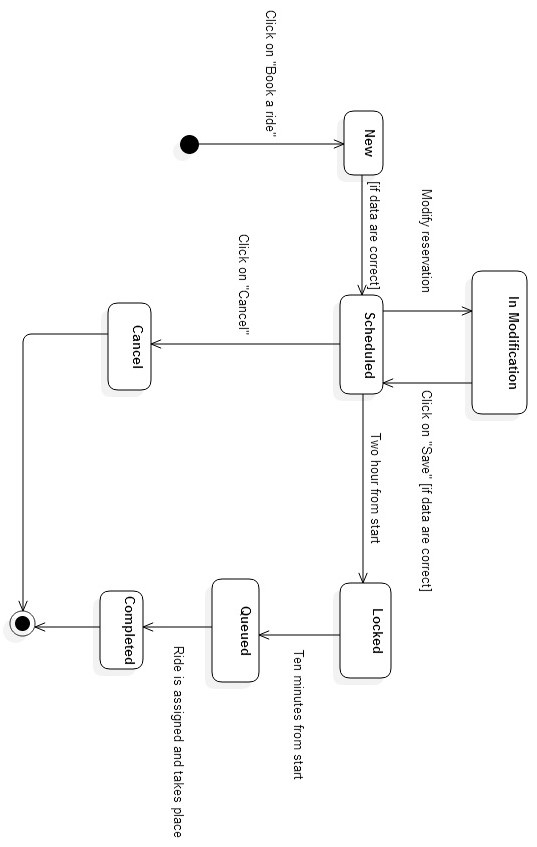 In Modification
Modify reservation
Click on "Save" [if data are correct]
New
[if data are correct]
Scheduled
Two hour from start
Locked
Click on "Book a ride"
Click on "Cancel"
Ten minutes from start
Queued
Cancel
Ride is assigned and takes place
Completed